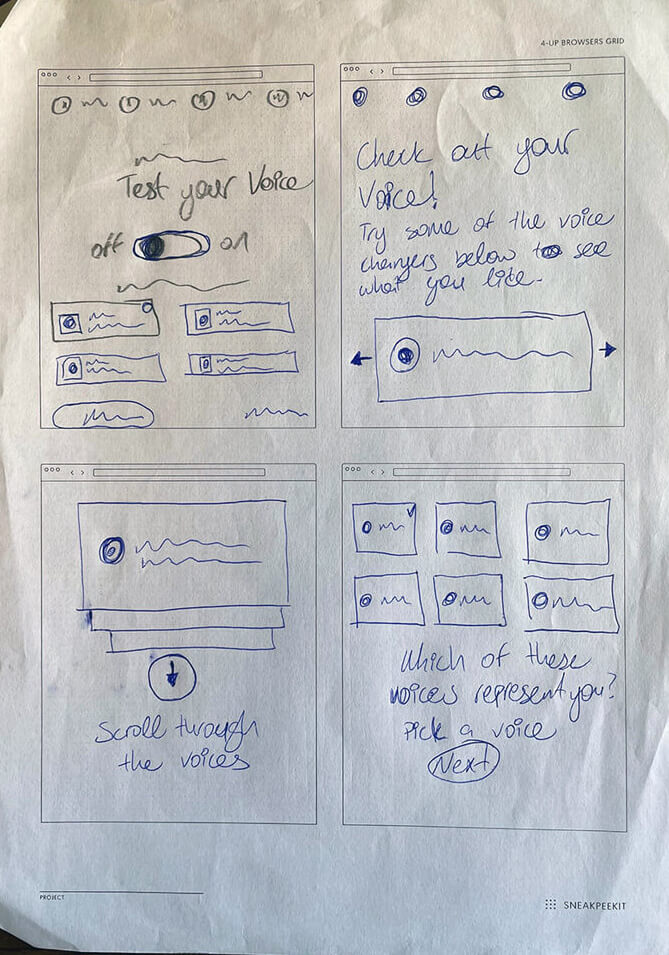 4-UP BROWSERS GRID
Test your Voice
off on
Check out your
Voice!
Try some of the voice
changers below to see
what you like.
Scroll through
the voices
Which of these
voices represent you?
Pick a voice
Next
PROJECT
SNEAKPEEKIT